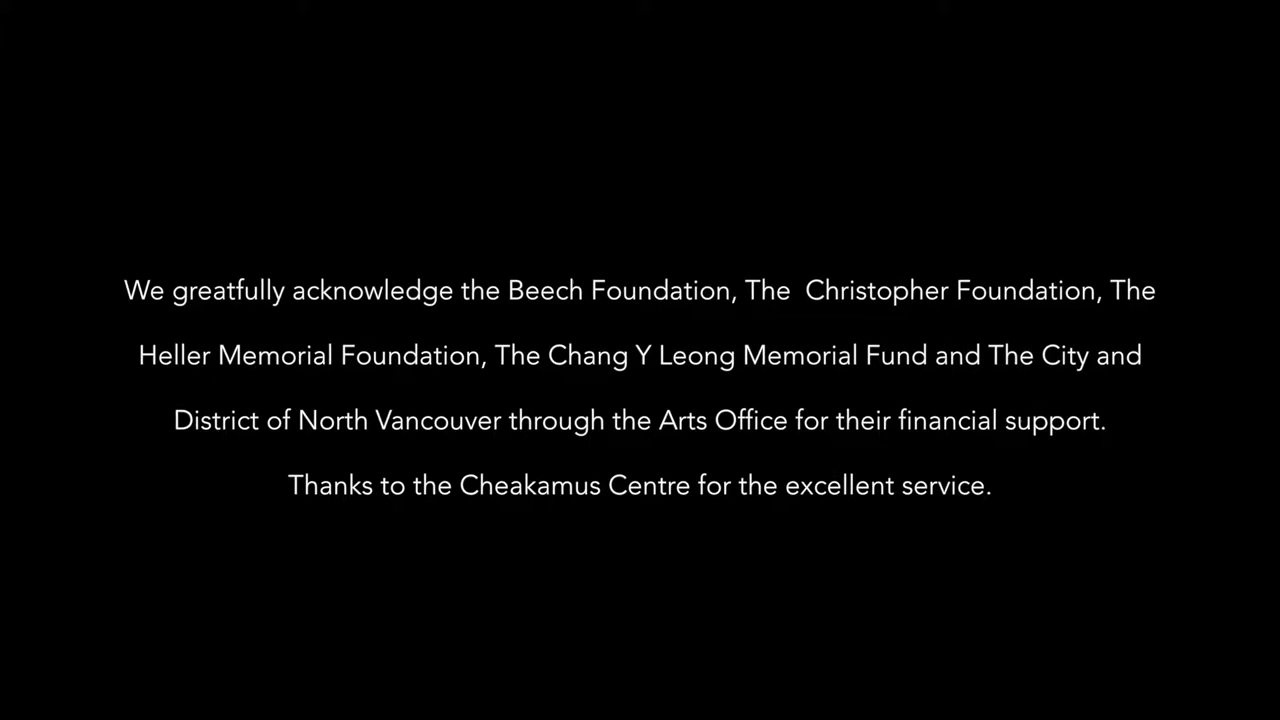 We greatfully acknowledge the Beech Foundation, The  Christopher Foundation, The
Heller Memorial Foundation, The Chang Y Leong Memorial Fund and The City and
District of North Vancouver through the Arts Office for their financial support.
Thanks to the Cheakamus Centre for the excellent service.